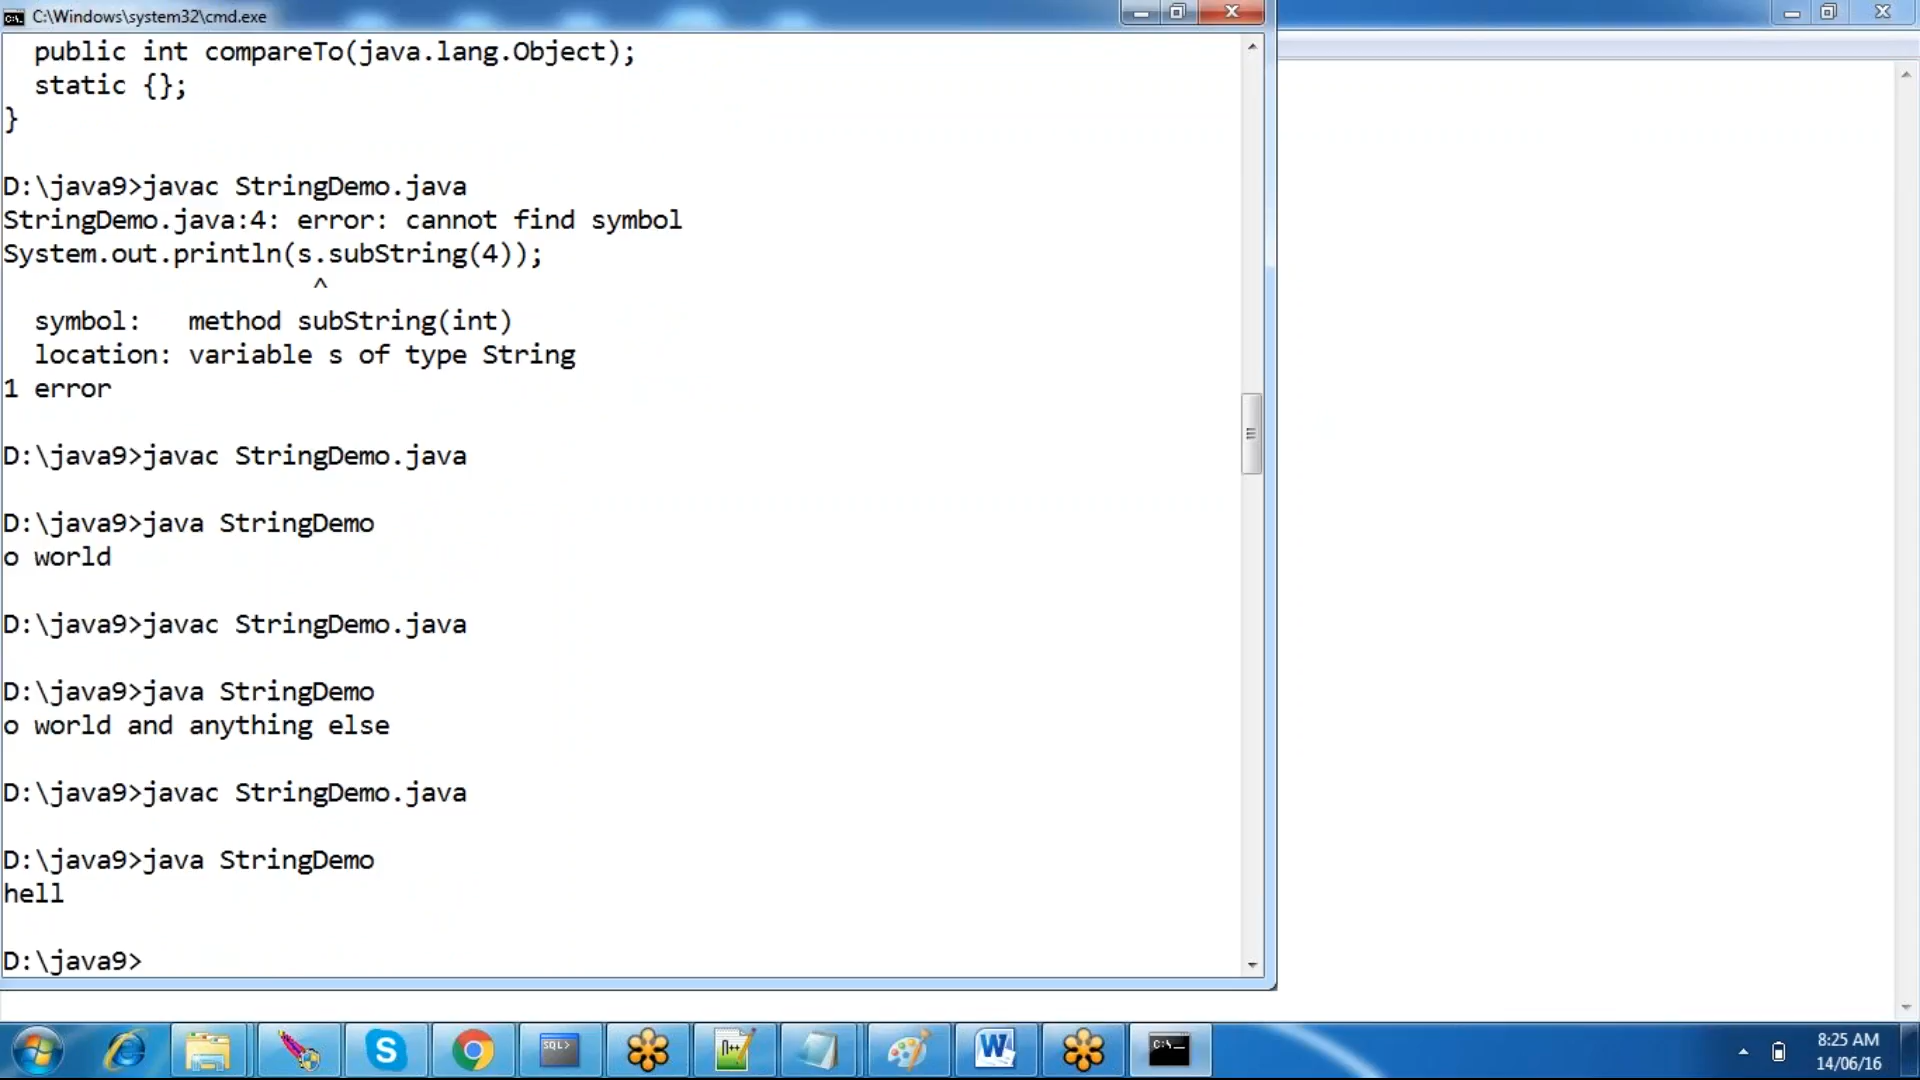 C:\Windows\system32\cmd.exe
public int compareTo(java.lang.Object);
static {};
}
D:\java9>javac StringDemo.java
StringDemo.java:4: error: cannot find symbol
System.out.println(s.subString(4));
^
symbol:   method subString(int)
location: variable s of type String
1 error
D:\java9>javac StringDemo.java
D:\java9>java StringDemo
o world
D:\java9>javac StringDemo.java
D:\java9>java StringDemo
o world and anything else
D:\java9>javac StringDemo.java
D:\java9>java StringDemo
hell
D:\java9>
SQL>
C:\_
8:25 AM
14/06/16